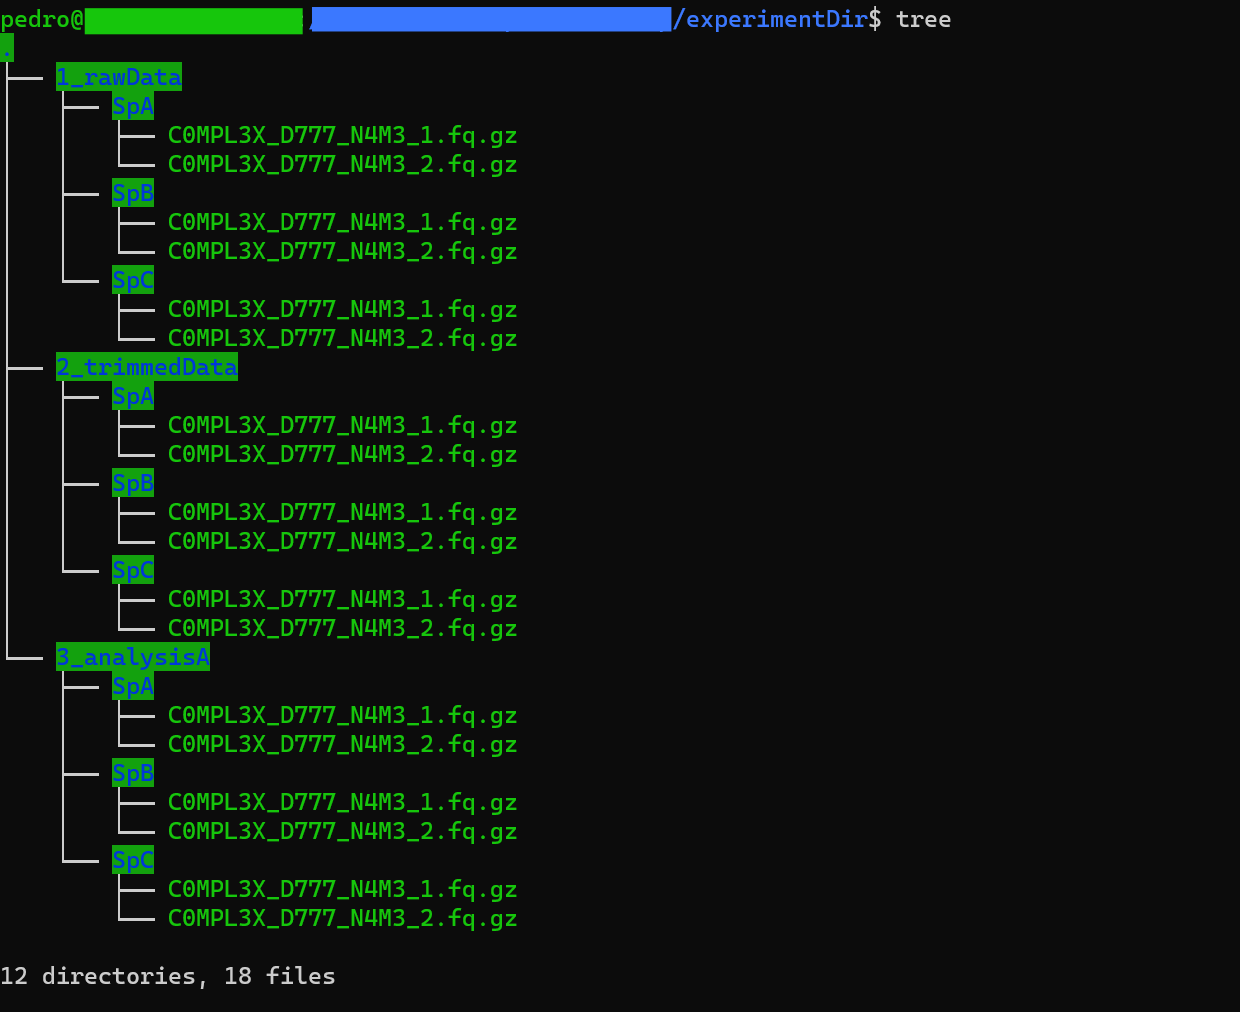 pedro@ /experimentDir$ tree
.
├── 1_rawData
│   ├── SpA
│   │   ├── C0MPL3X_D777_N4M3_1.fq.gz
│   │   └── C0MPL3X_D777_N4M3_2.fq.gz
│   ├── SpB
│   │   ├── C0MPL3X_D777_N4M3_1.fq.gz
│   │   └── C0MPL3X_D777_N4M3_2.fq.gz
│   └── SpC
│       ├── C0MPL3X_D777_N4M3_1.fq.gz
│       └── C0MPL3X_D777_N4M3_2.fq.gz
├── 2_trimmedData
│   ├── SpA
│   │   ├── C0MPL3X_D777_N4M3_1.fq.gz
│   │   └── C0MPL3X_D777_N4M3_2.fq.gz
│   ├── SpB
│   │   ├── C0MPL3X_D777_N4M3_1.fq.gz
│   │   └── C0MPL3X_D777_N4M3_2.fq.gz
│   └── SpC
│       ├── C0MPL3X_D777_N4M3_1.fq.gz
│       └── C0MPL3X_D777_N4M3_2.fq.gz
└── 3_analysisA
    ├── SpA
    │   ├── C0MPL3X_D777_N4M3_1.fq.gz
    │   └── C0MPL3X_D777_N4M3_2.fq.gz
    ├── SpB
    │   ├── C0MPL3X_D777_N4M3_1.fq.gz
    │   └── C0MPL3X_D777_N4M3_2.fq.gz
    └── SpC
        ├── C0MPL3X_D777_N4M3_1.fq.gz
        └── C0MPL3X_D777_N4M3_2.fq.gz
12 directories, 18 files